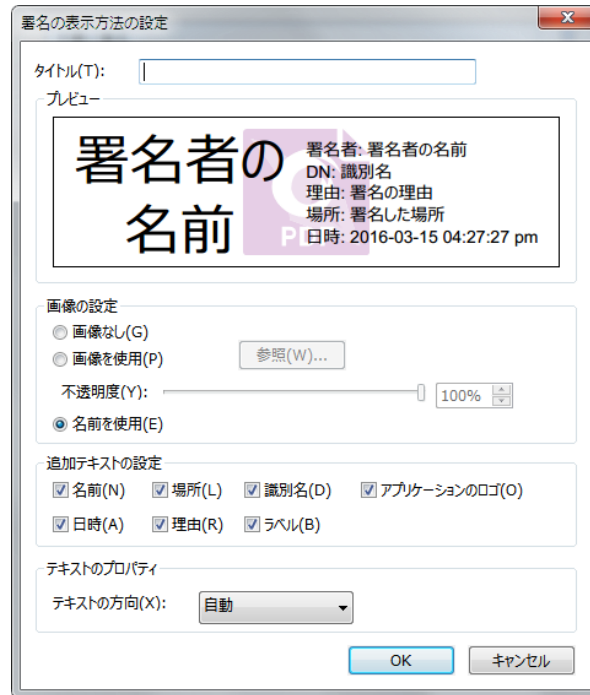 署名の表示方法の設定
タイトル(T):
プレビュー
署名者の
名前
PDF
署名者: 署名者の名前
DN: 識別名
理由: 署名の理由
場所: 署名した場所
日時: 2016-03-15 04:27:27 pm
画像の設定
画像なし(G)
画像を使用(P) 参照(W)...
不透明度(Y): 100%
名前を使用(E)
追加テキストの設定
名前(N) 場所(L) 識別名(D) アプリケーションのロゴ(O)
日時(A) 理由(R) ラベル(B)
テキストのプロパティ
テキストの方向(X): 自動
OK キャンセル